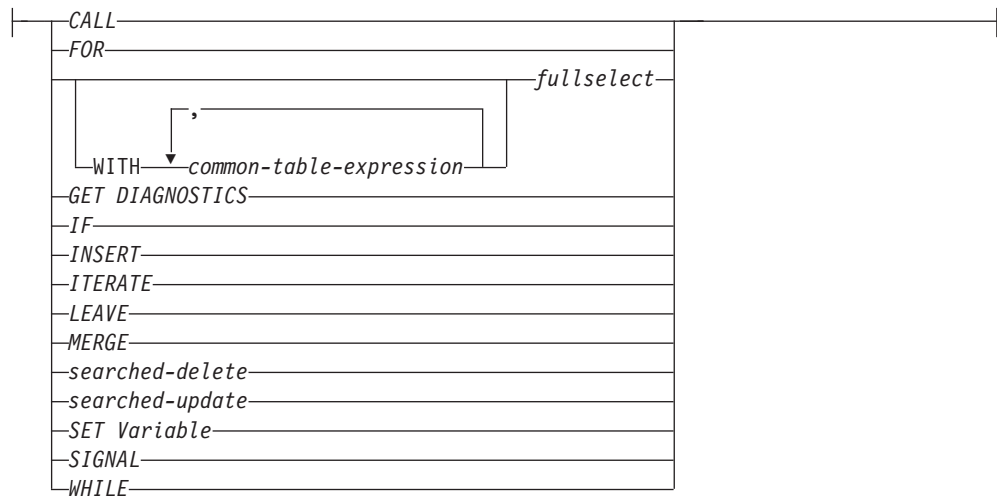 CALL
FOR
fullselect
,
WITH common-table-expression
GET DIAGNOSTICS
IF
INSERT
ITERATE
LEAVE
MERGE
searched-delete
searched-update
SET Variable
SIGNAL
WHILE